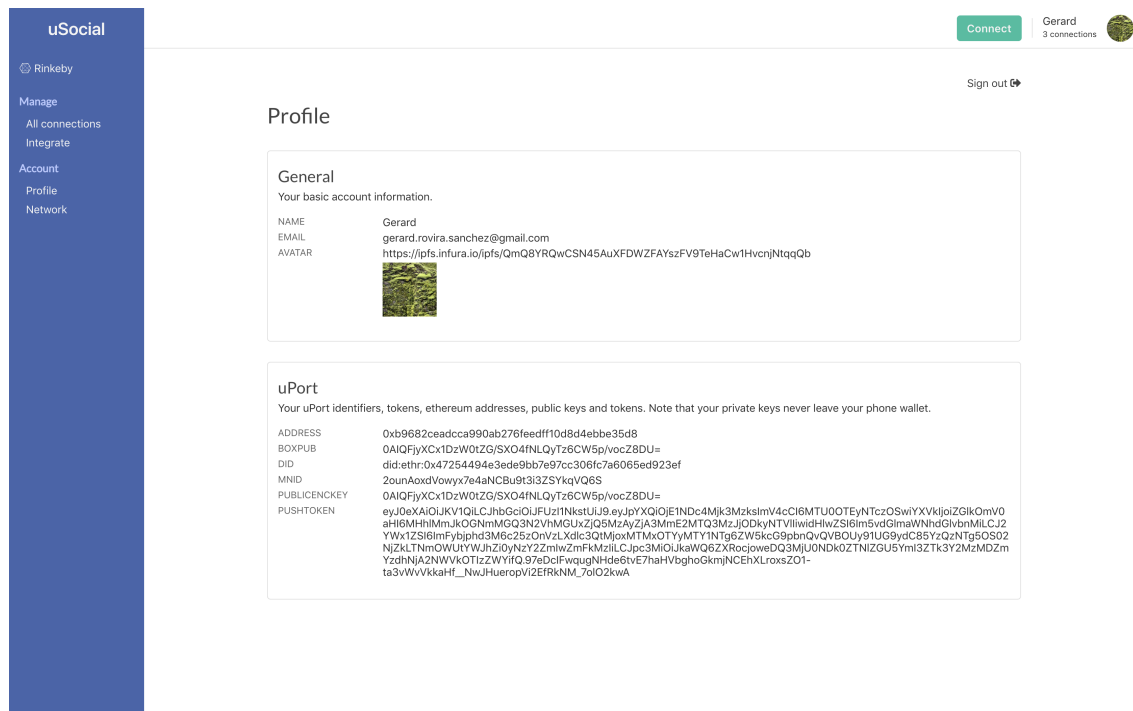 uSocial
Connect
Gerard
3 connections
Rinkeby
Manage
All connections
Integrate
Account
Profile
Network
Sign out
Profile
General
Your basic account information.
NAME Gerard
EMAIL gerard.rovira.sanchez@gmail.com
AVATAR https://ipfs.infura.io/ipfs/QmQ8YRQwCSN45AuXFDWZFAYszFV9TeHaCw1HvcnjNtqqQb
uPort
Your uPort identifiers, tokens, ethereum addresses, public keys and tokens. Note that your private keys never leave your phone wallet.
ADDRESS 0xb9682ceadcca990ab276feedff10d8d4ebbe35d8
BOXPUB 0AIQFjyXCx1DzW0tZG/SXO4fNLQyTz6CW5p/vocZ8DU=
DID did:ethr:0x47254494e3ede9bb7e97cc306fc7a6065ed923ef
MNID 2ounAoxdVowyx7e4aNCBu9t3i3ZSYkqVQ6S
PUBLICENCKEY 0AIQFjyXCx1DzW0tZG/SXO4fNLQyTz6CW5p/vocZ8DU=
PUSHTOKEN